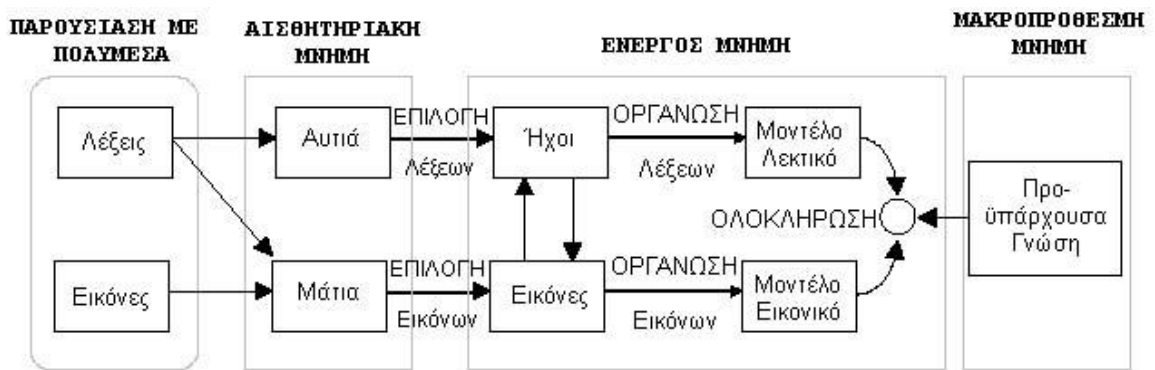 ΠΑΡΟΥΣΙΑΣΗ ΜΕ
ΠΟΛΥΜΕΣΑ
ΑΙΣΘΗΤΗΡΙΑΚΗ
ΜΝΗΜΗ
ΕΝΕΡΓΟΣ ΜΝΗΜΗ
ΜΑΚΡΟΠΡΟΘΕΣΜΗ
ΜΝΗΜΗ
Λέξεις
Αυτιά
ΕΠΙΛΟΓΗ
Λέξεων
Ήχοι
ΟΡΓΑΝΩΣΗ
Λέξεων
Μοντέλο
Λεκτικό
ΟΛΟΚΛΗΡΩΣΗ
Προ-
ϋπάρχουσα
Γνώση
Εικόνες
Μάτια
ΕΠΙΛΟΓΗ
Εικόνων
Εικόνες
ΟΡΓΑΝΩΣΗ
Εικόνων
Μοντέλο
Εικονικό